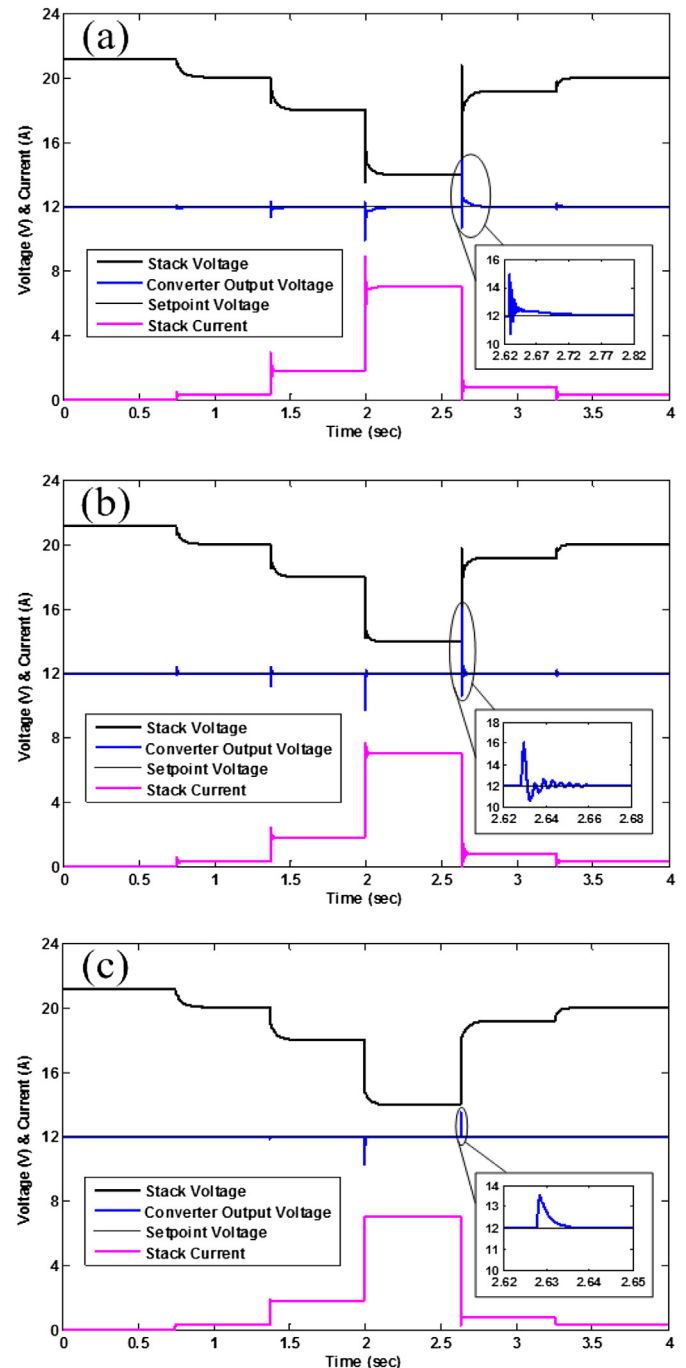 (a)
24
20
16
12
8
4
0
Voltage (V) & Current (A)
Stack Voltage
Converter Output Voltage
Setpoint Voltage
Stack Current
16
14
12
10
2.62 2.67 2.72 2.77 2.82
0 0.5 1 1.5 2 2.5 3 3.5 4
Time (sec)
(b)
24
20
16
12
8
4
0
Voltage (V) & Current (A)
Stack Voltage
Converter Output Voltage
Setpoint Voltage
Stack Current
18
16
14
12
10
2.62 2.64 2.66 2.68
0 0.5 1 1.5 2 2.5 3 3.5 4
Time (sec)
(c)
24
20
16
12
8
4
0
Voltage (V) & Current (A)
Stack Voltage
Converter Output Voltage
Setpoint Voltage
Stack Current
14
13
12
11
10
2.62 2.63 2.64 2.65
0 0.5 1 1.5 2 2.5 3 3.5 4
Time (sec)